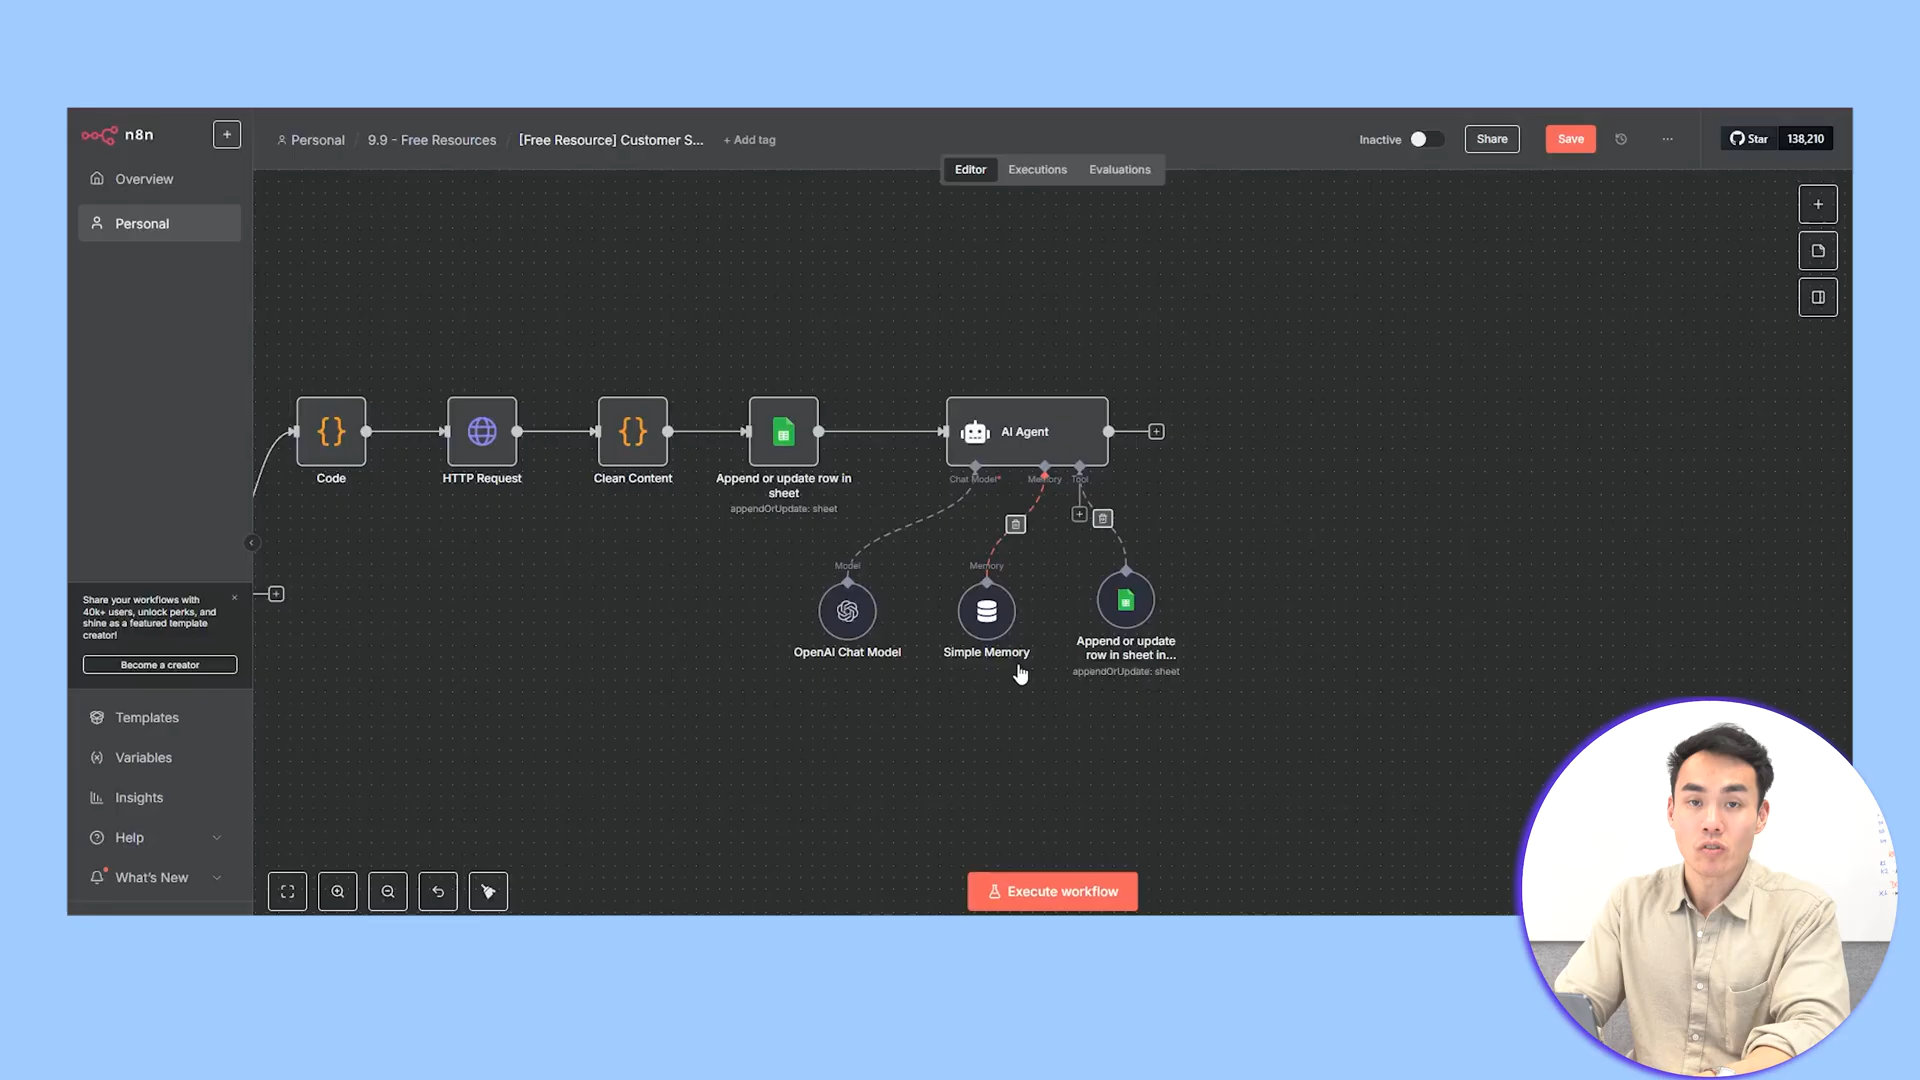 n8n
Personal / 9.9 - Free Resources / [Free Resource] Customer S... + Add tag
Inactive
Share
Save
Star 138,210
Editor Executions Evaluations
Overview
Personal
Code
HTTP Request
Clean Content
Append or update row in
sheet
appendOrUpdate: sheet
AI Agent
Chat Model*
Memory
Tool
Model
Memory
OpenAI Chat Model
Simple Memory
Append or update
row in sheet in...
appendOrUpdate: sheet
Share your workflows with
40k+ users, unlock perks, and
shine as a featured template
creator!
Become a creator
Templates
Variables
Insights
Help
What's New
Execute workflow